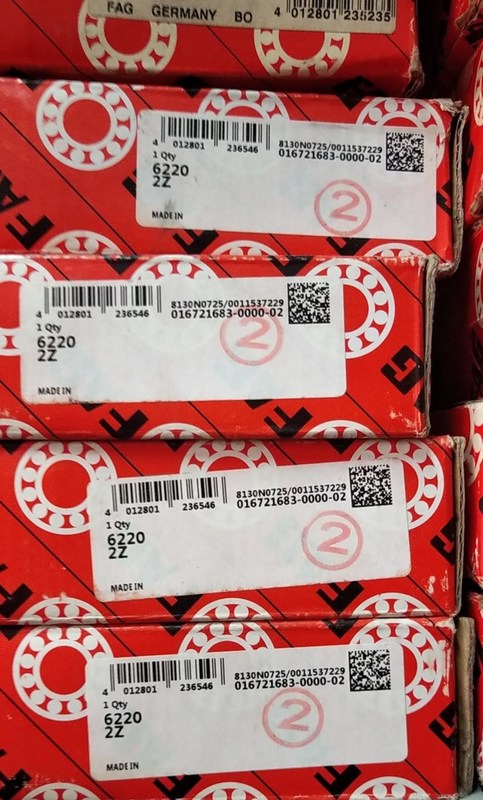 FAG GERMANY BO 4 012801 235235
4 012801 236546
8130N0725/0011537229
016721683-0000-02
1 Qty
6220
2Z
2
MADE IN
4 012801 236546
8130N0725/0011537229
016721683-0000-02
1 Qty
6220
2Z
2
MADE IN
4 012801 236546
8130N0725/0011537229
016721683-0000-02
1 Qty
6220
2Z
2
MADE IN
4 012801 236546
8130N0725/0011537229
016721683-0000-02
1 Qty
6220
2Z
2
MADE IN